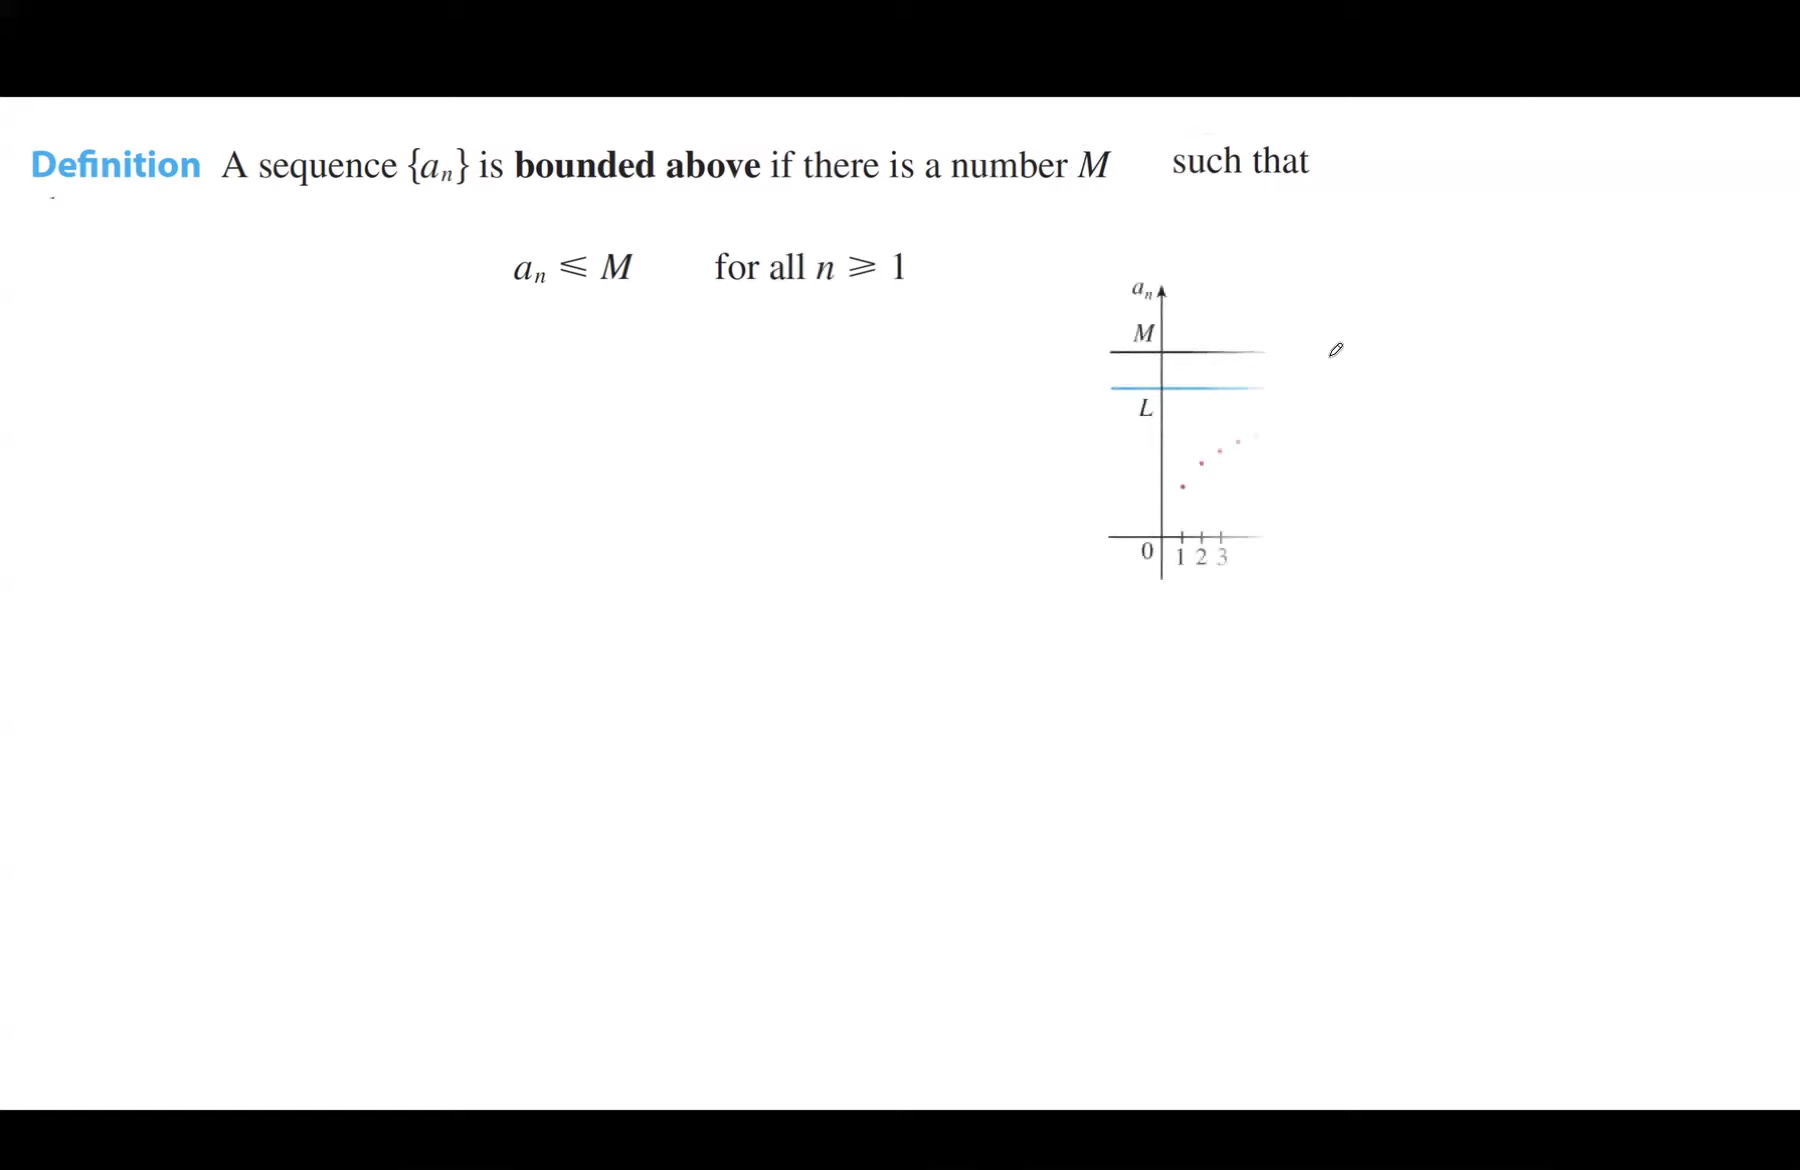 Definition A sequence {aₙ} is bounded above if there is a number M such that
aₙ ⩽ M for all n ⩾ 1
aₙ
M
L
0 1 2 3